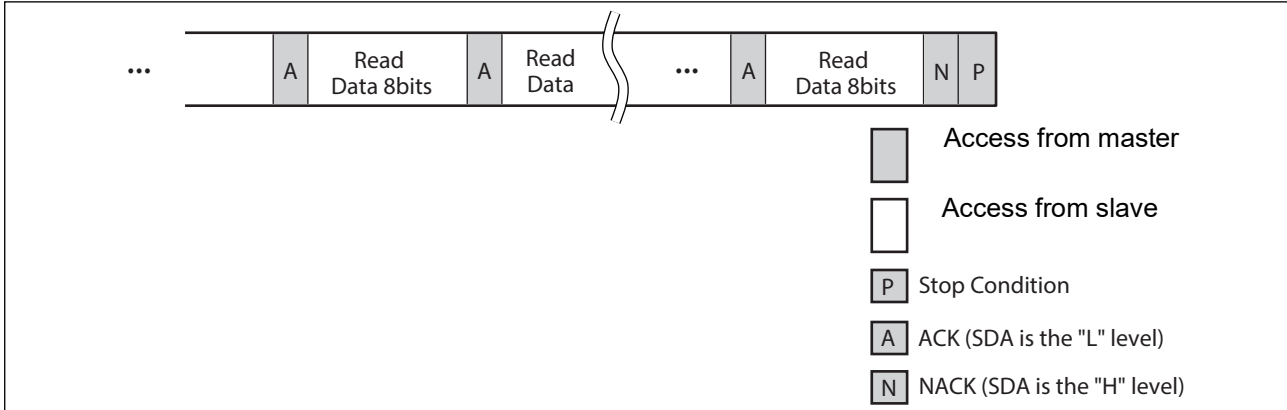 ... A Read Data 8bits A Read Data ... A Read Data 8bits N P
Access from master
Access from slave
P Stop Condition
A ACK (SDA is the "L" level)
N NACK (SDA is the "H" level)